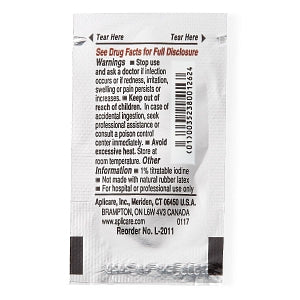 Tear Here Tear Here
See Drug Facts for Full Disclosure
Warnings ■ Stop use
and ask a doctor if infection
occurs or if redness, irritation,
swelling or pain persists or
increases. ■ Keep out of
reach of children. In case of
accidental ingestion, seek
professional assistance or
consult a poison control
center immediately. ■ Avoid
excessive heat. Store at
room temperature. Other
Information ■ 1% titratable iodine
■ Not made with natural rubber latex
■ For hospital or professional use only
(01)00352380012624
Aplicare, Inc., Meriden, CT 06450 U.S.A.
BRAMPTON, ON L6W 4V3 CANADA
www.aplicare.com 0117
Reorder No. L-2011